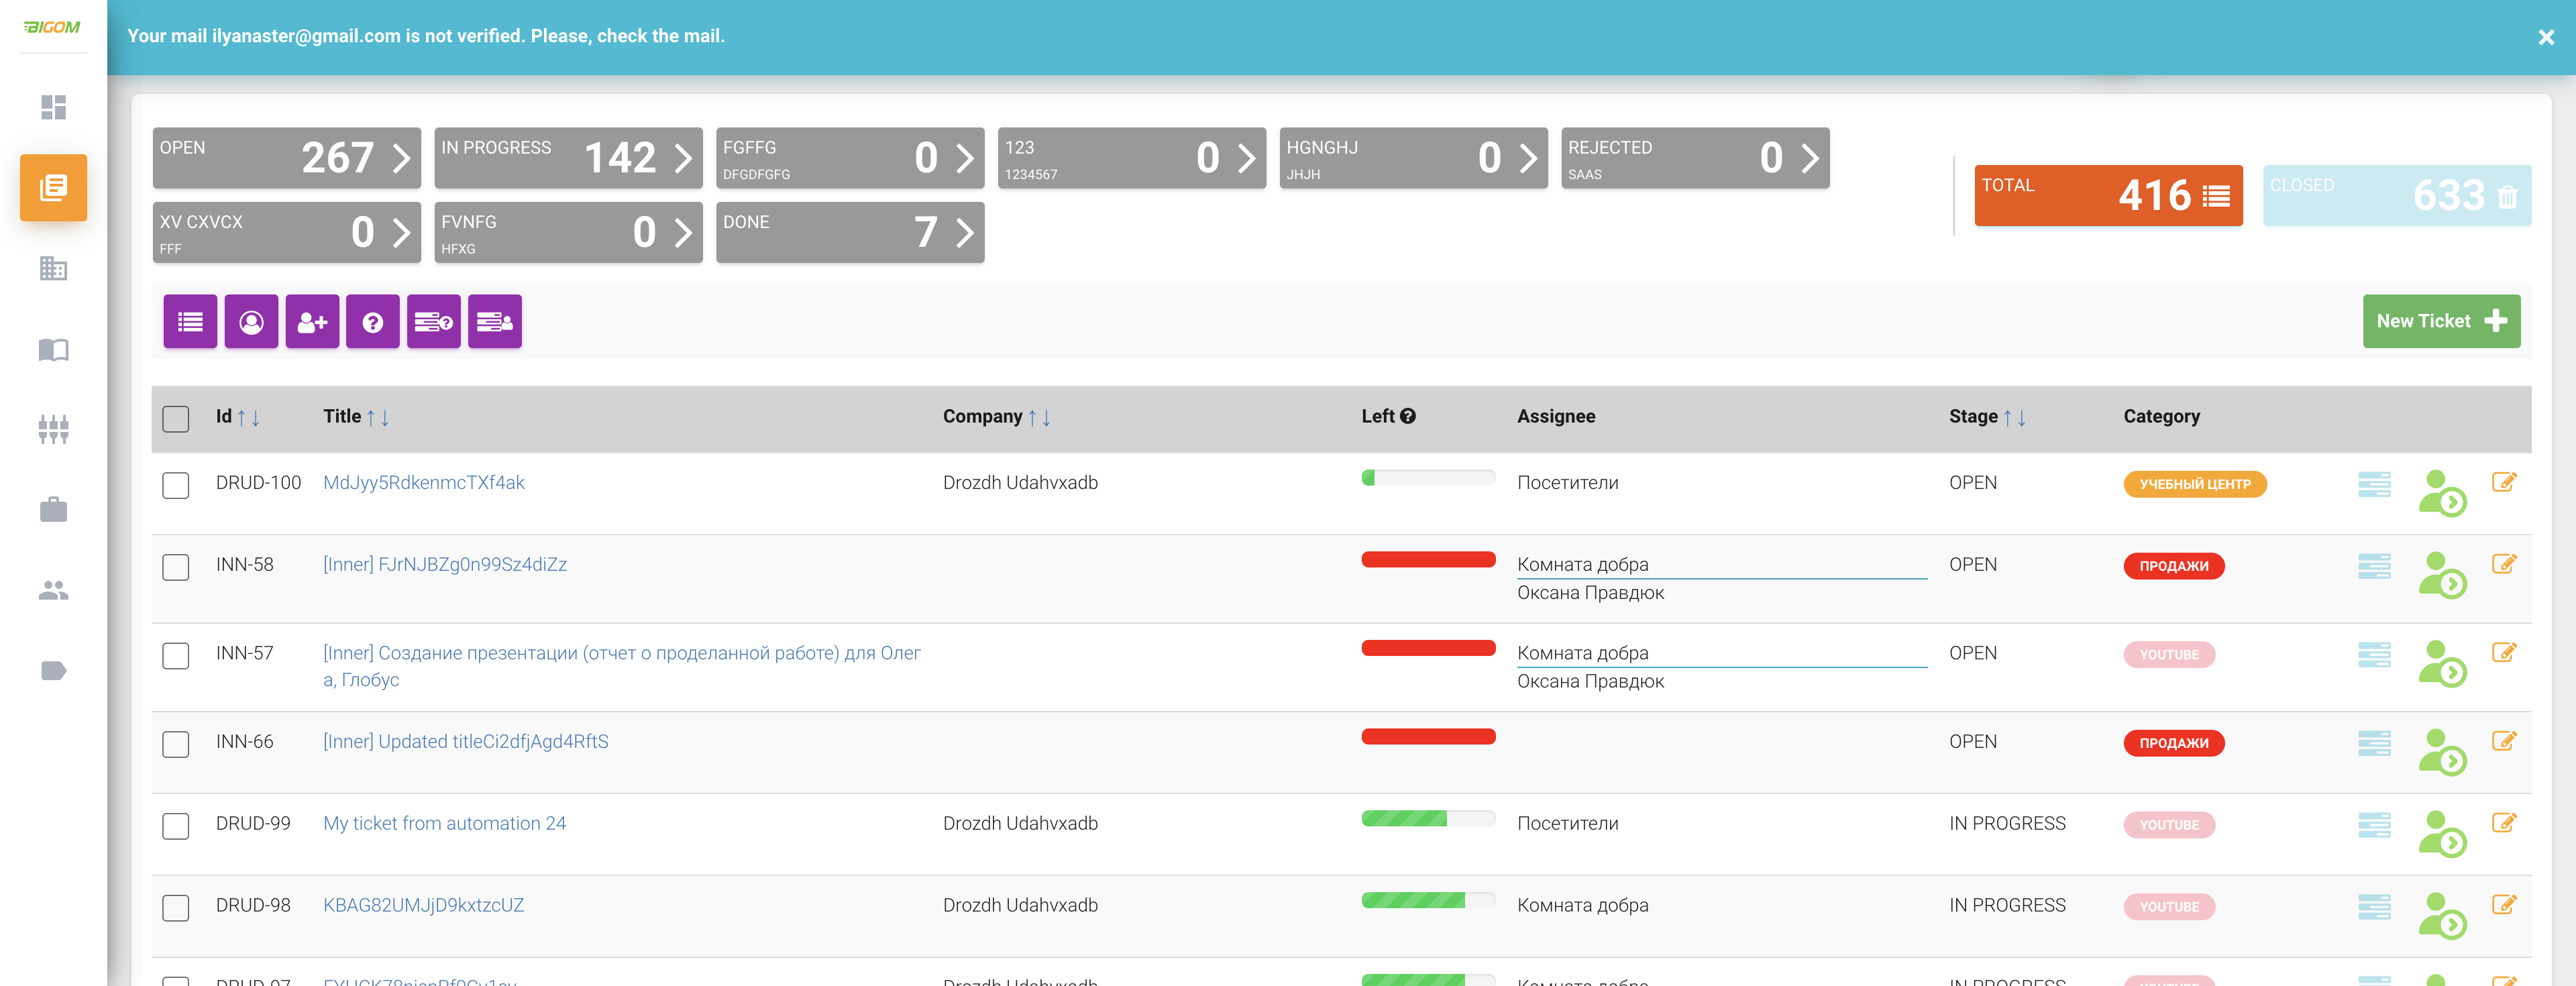 BIGOM
Your mail ilyanaster@gmail.com is not verified. Please, check the mail.
OPEN 267
IN PROGRESS 142
FGFFG 0
DFGDFGFG
123 0
1234567
HGNGHJ 0
JHJH
REJECTED 0
SAAS
XV CXVCX 0
FFF
FVNFG 0
HFXG
DONE 7
TOTAL 416
CLOSED 633
New Ticket
Id Title Company Left Assignee Stage Category
DRUD-100 MdJyy5RdkenmcTXf4ak Drozdh Udahvxadb Посетители OPEN УЧЕБНЫЙ ЦЕНТР
INN-58 [Inner] FJrNJBZg0n99Sz4diZz Комната добра OPEN ПРОДАЖИ
Оксана Правдюк
INN-57 [Inner] Создание презентации (отчет о проделанной работе) для Олег Комната добра OPEN YOUTUBE
а, Глобус Оксана Правдюк
INN-66 [Inner] Updated titleCi2dfjAgd4RftS OPEN ПРОДАЖИ
DRUD-99 My ticket from automation 24 Drozdh Udahvxadb Посетители IN PROGRESS YOUTUBE
DRUD-98 KBAG82UMJjD9kxtzcUZ Drozdh Udahvxadb Комната добра IN PROGRESS YOUTUBE
DRUD-97 Drozdh Udahvxadb Комната добра IN PROGRESS